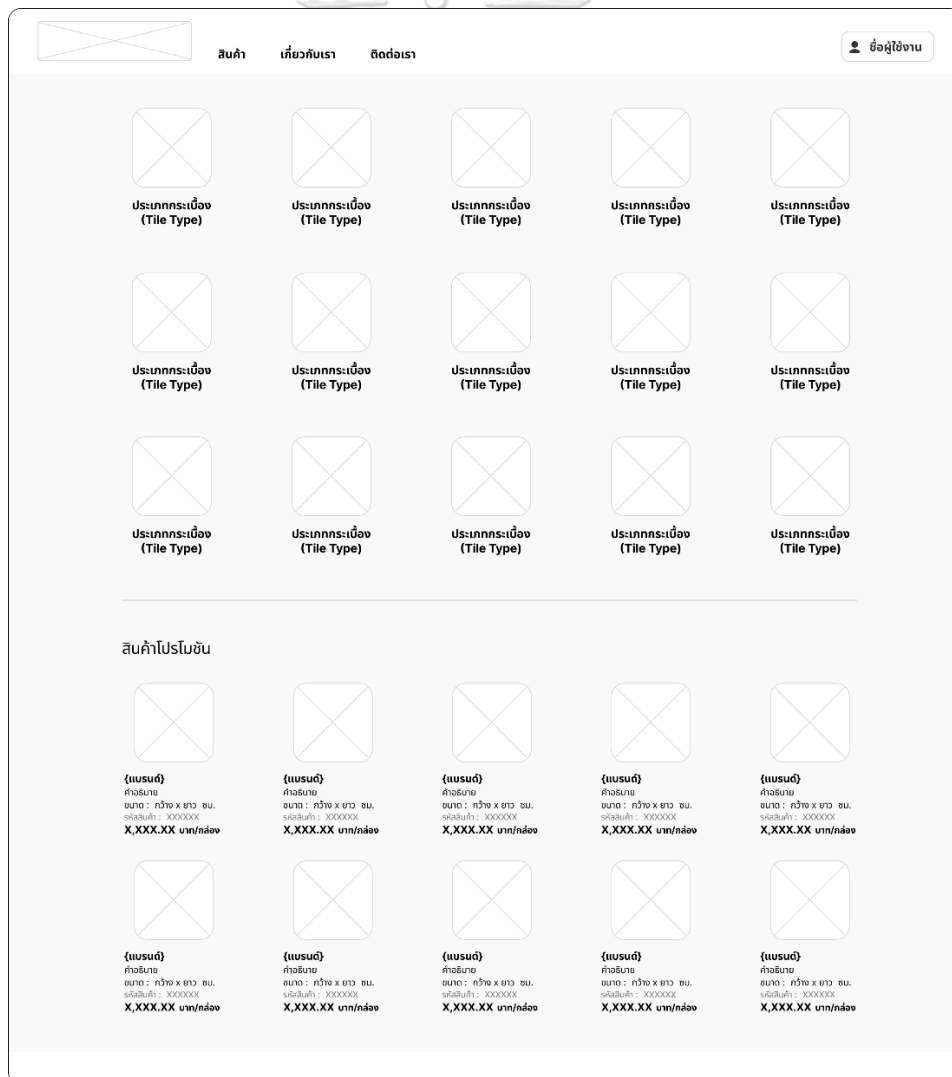 สินค้า เกี่ยวกับเรา ติดต่อเรา ชื่อผู้ใช้งาน
ประเภทกระเบื้อง ประเภทกระเบื้อง ประเภทกระเบื้อง ประเภทกระเบื้อง ประเภทกระเบื้อง
(Tile Type) (Tile Type) (Tile Type) (Tile Type) (Tile Type)
ประเภทกระเบื้อง ประเภทกระเบื้อง ประเภทกระเบื้อง ประเภทกระเบื้อง ประเภทกระเบื้อง
(Tile Type) (Tile Type) (Tile Type) (Tile Type) (Tile Type)
ประเภทกระเบื้อง ประเภทกระเบื้อง ประเภทกระเบื้อง ประเภทกระเบื้อง ประเภทกระเบื้อง
(Tile Type) (Tile Type) (Tile Type) (Tile Type) (Tile Type)
สินค้าโปรโมชัน
{แบรนด์} {แบรนด์} {แบรนด์} {แบรนด์} {แบรนด์}
คำอธิบาย คำอธิบาย คำอธิบาย คำอธิบาย คำอธิบาย
ขนาด : กว้าง x ยาว ซม. ขนาด : กว้าง x ยาว ซม. ขนาด : กว้าง x ยาว ซม. ขนาด : กว้าง x ยาว ซม. ขนาด : กว้าง x ยาว ซม.
รหัสสินค้า : XXXXXX รหัสสินค้า : XXXXXX รหัสสินค้า : XXXXXX รหัสสินค้า : XXXXXX รหัสสินค้า : XXXXXX
X,XXX.XX บาท/กล่อง X,XXX.XX บาท/กล่อง X,XXX.XX บาท/กล่อง X,XXX.XX บาท/กล่อง X,XXX.XX บาท/กล่อง
{แบรนด์} {แบรนด์} {แบรนด์} {แบรนด์} {แบรนด์}
คำอธิบาย คำอธิบาย คำอธิบาย คำอธิบาย คำอธิบาย
ขนาด : กว้าง x ยาว ซม. ขนาด : กว้าง x ยาว ซม. ขนาด : กว้าง x ยาว ซม. ขนาด : กว้าง x ยาว ซม. ขนาด : กว้าง x ยาว ซม.
รหัสสินค้า : XXXXXX รหัสสินค้า : XXXXXX รหัสสินค้า : XXXXXX รหัสสินค้า : XXXXXX รหัสสินค้า : XXXXXX
X,XXX.XX บาท/กล่อง X,XXX.XX บาท/กล่อง X,XXX.XX บาท/กล่อง X,XXX.XX บาท/กล่อง X,XXX.XX บาท/กล่อง